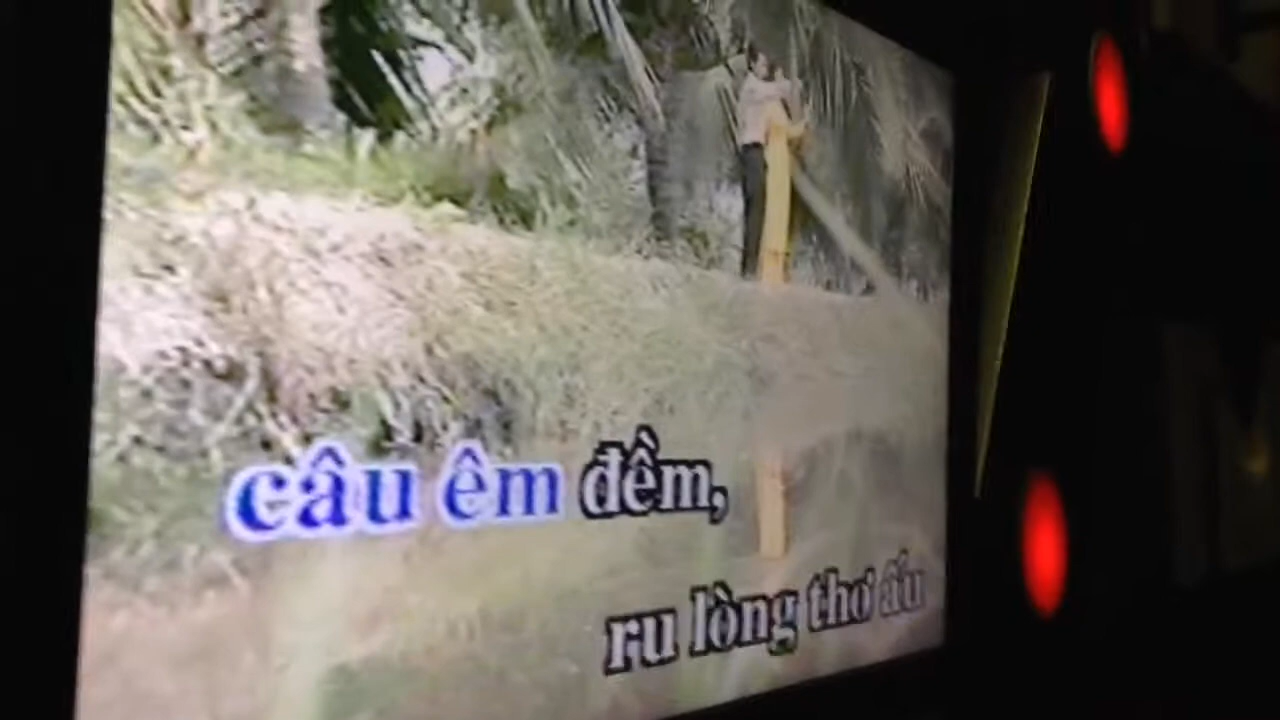 câu êm đềm,
ru lòng thơ ấu